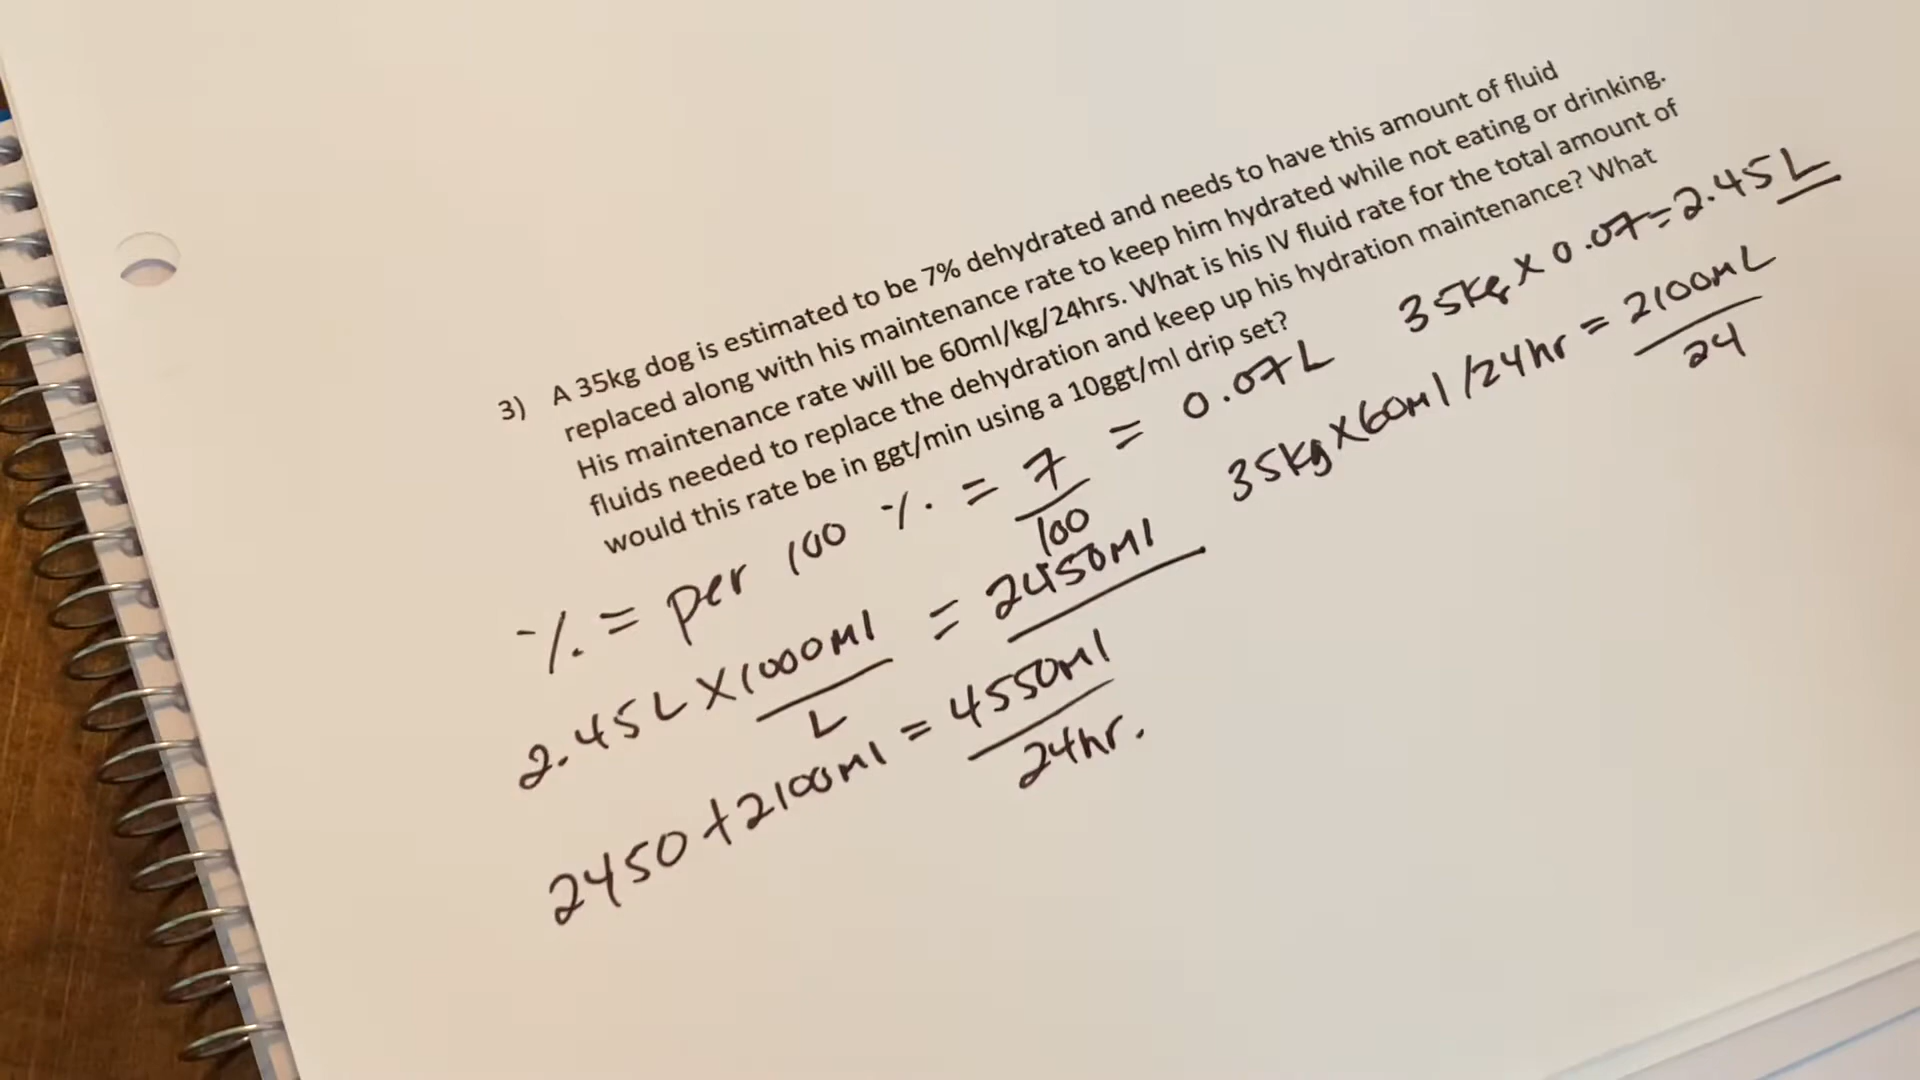 3) A 35kg dog is estimated to be 7% dehydrated and needs to have this amount of fluid
replaced along with his maintenance rate to keep him hydrated while not eating or drinking.
His maintenance rate will be 60ml/kg/24hrs. What is his IV fluid rate for the total amount of
fluids needed to replace the dehydration and keep up his hydration maintenance? What
would this rate be in ggt/min using a 10ggt/ml drip set?
% = per 100 % = 7/100 = 0.07L
35kg X 0.07 = 2.45L
35kg X 60ml/24hr = 2100mL/24
2.45L X 1000ml/L = 2450ml
2450 + 2100ml = 4550ml/24hr.